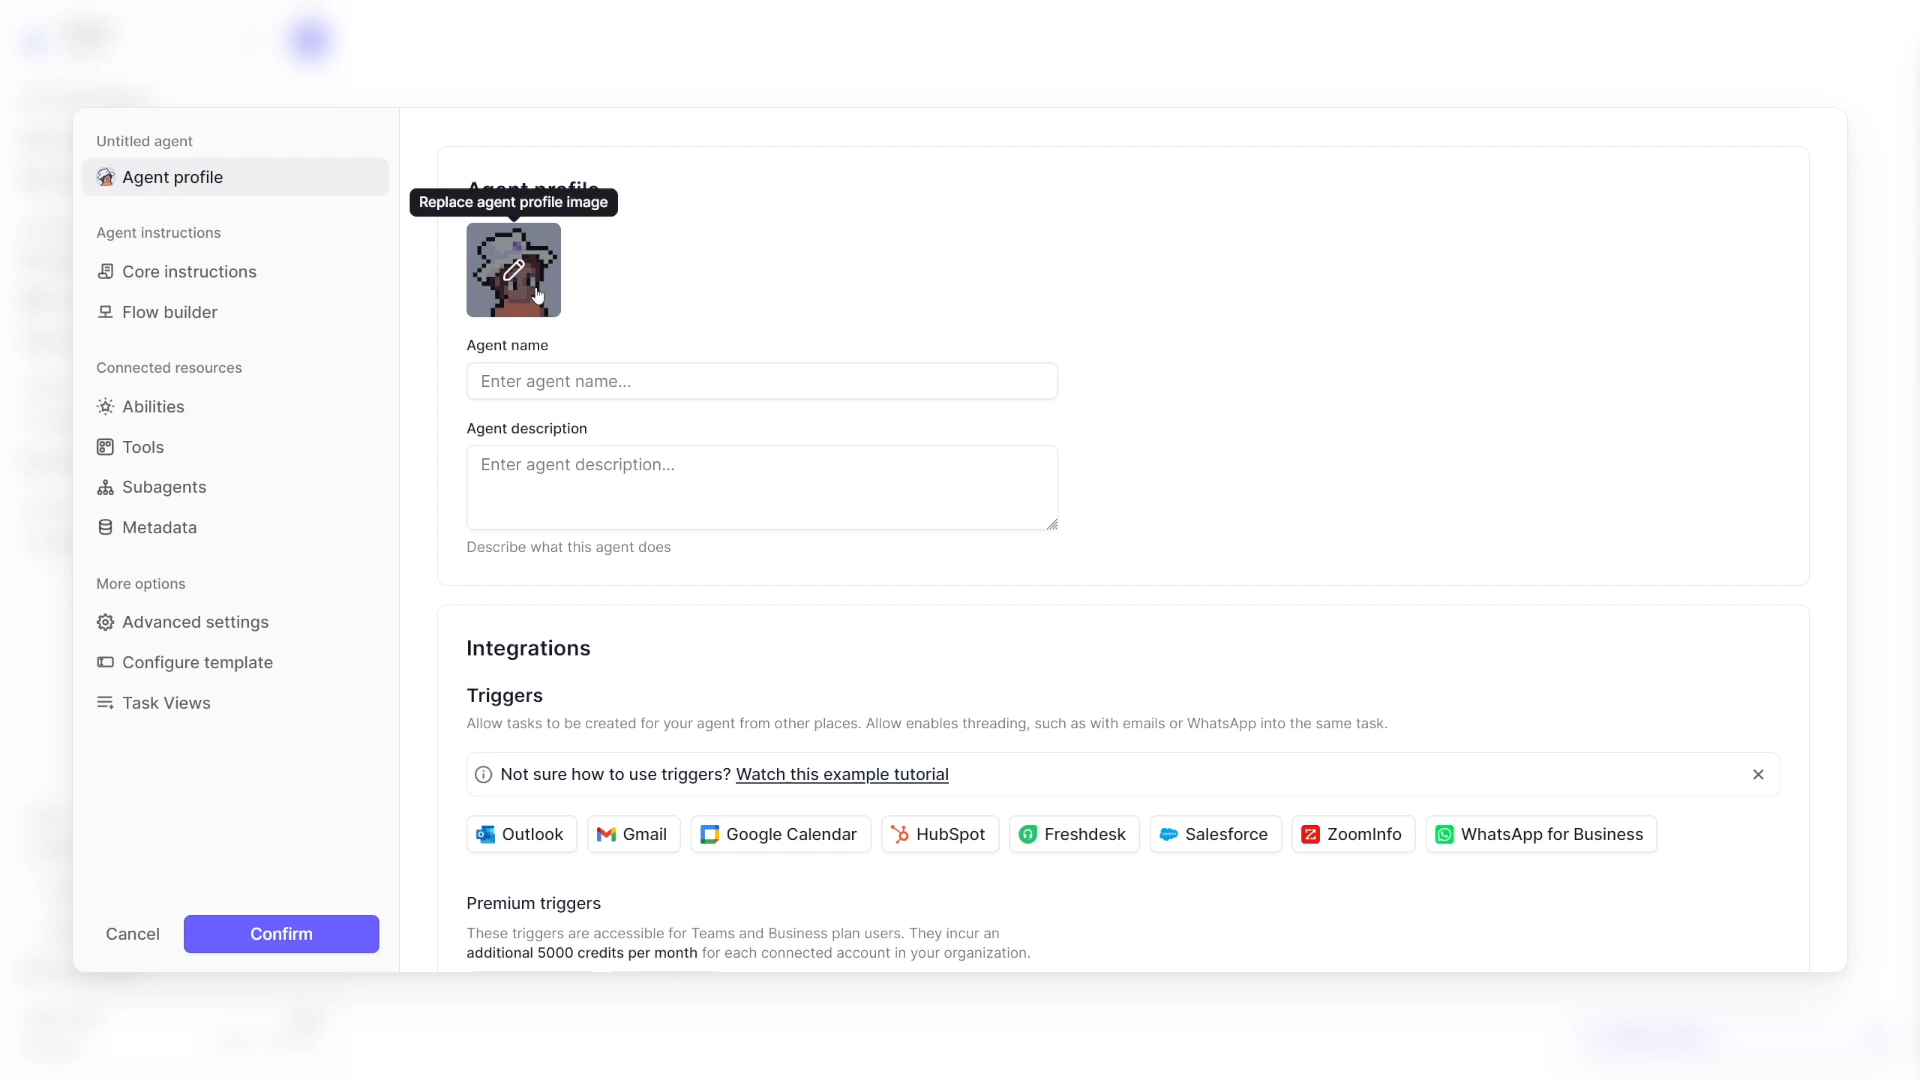 Untitled agent
Agent profile
Agent instructions
Core instructions
Flow builder
Connected resources
Abilities
Tools
Subagents
Metadata
More options
Advanced settings
Configure template
Task Views
Cancel
Confirm
Agent profile
Replace agent profile image
Agent name
Enter agent name...
Agent description
Enter agent description...
Describe what this agent does
Integrations
Triggers
Allow tasks to be created for your agent from other places. Allow enables threading, such as with emails or WhatsApp into the same task.
Not sure how to use triggers? Watch this example tutorial
Outlook
Gmail
Google Calendar
HubSpot
Freshdesk
Salesforce
ZoomInfo
WhatsApp for Business
Premium triggers
These triggers are accessible for Teams and Business plan users. They incur an
additional 5000 credits per month for each connected account in your organization.